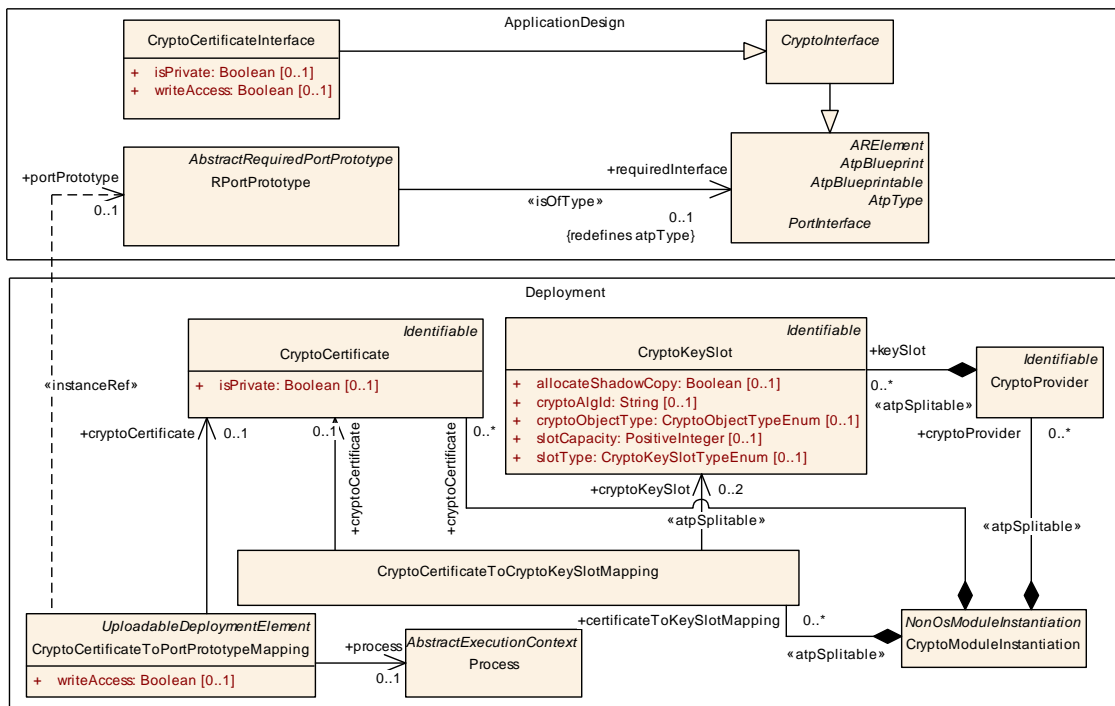 ApplicationDesign
CryptoCertificateInterface
+ isPrivate: Boolean [0..1]
+ writeAccess: Boolean [0..1]
CryptoInterface
AbstractRequiredPortPrototype
RPortPrototype
+portPrototype
0..1
+requiredInterface
«isOfType»
0..1
{redefines atpType}
ARElement
AtpBlueprint
AtpBlueprintable
AtpType
PortInterface
Deployment
Identifiable
CryptoCertificate
+ isPrivate: Boolean [0..1]
Identifiable
CryptoKeySlot
+ allocateShadowCopy: Boolean [0..1]
+ cryptoAlgId: String [0..1]
+ cryptoObjectType: CryptoObjectTypeEnum [0..1]
+ slotCapacity: PositiveInteger [0..1]
+ slotType: CryptoKeySlotTypeEnum [0..1]
+keySlot
0..*
«atpSplitable»
Identifiable
CryptoProvider
+cryptoProvider
0..*
«instanceRef»
+cryptoCertificate
0..1
0..1
+cryptoCertificate
+cryptoCertificate
0..*
+cryptoKeySlot
0..2
«atpSplitable»
«atpSplitable»
CryptoCertificateToCryptoKeySlotMapping
+certificateToKeySlotMapping
0..*
«atpSplitable»
UploadableDeploymentElement
CryptoCertificateToPortPrototypeMapping
+ writeAccess: Boolean [0..1]
+process
0..1
AbstractExecutionContext
Process
NonOsModuleInstantiation
CryptoModuleInstantiation